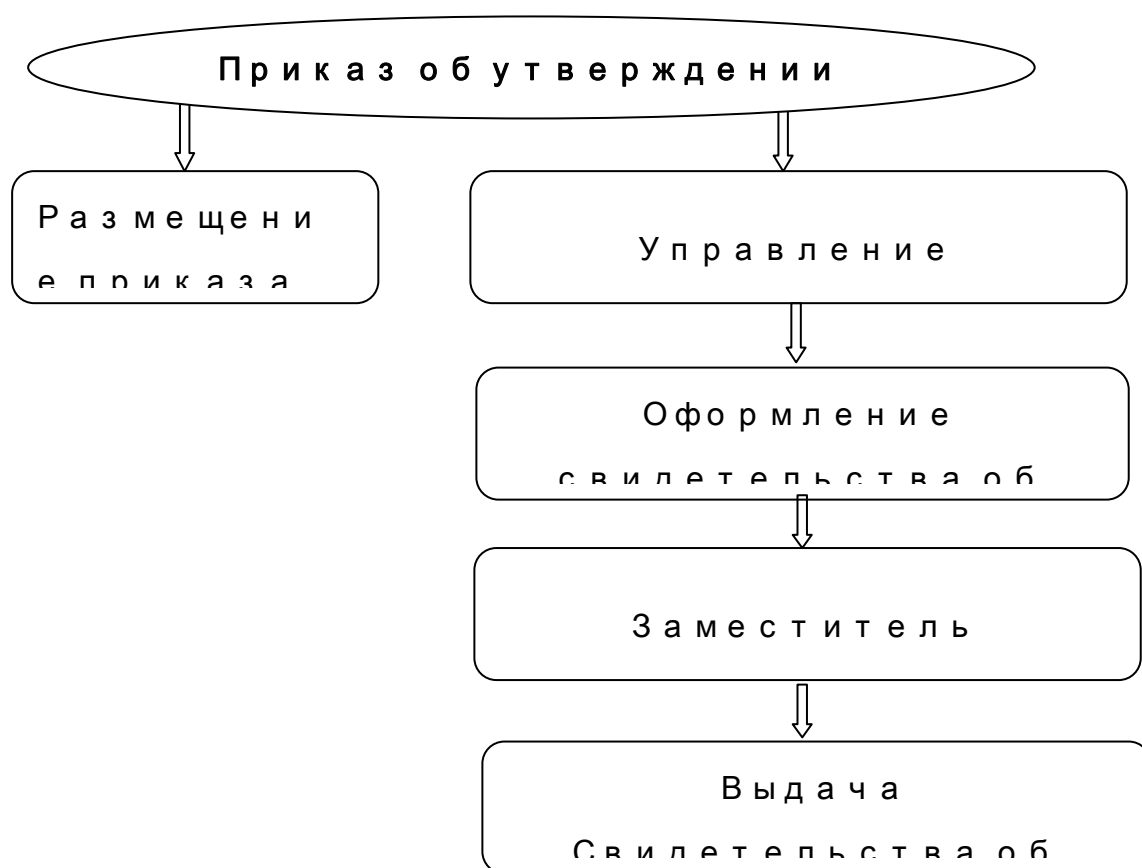 Приказ об утверждении
Размещени
е приказа
Управление
Оформление
свидетельства об
Заместитель
Выдача
Свидетельства об